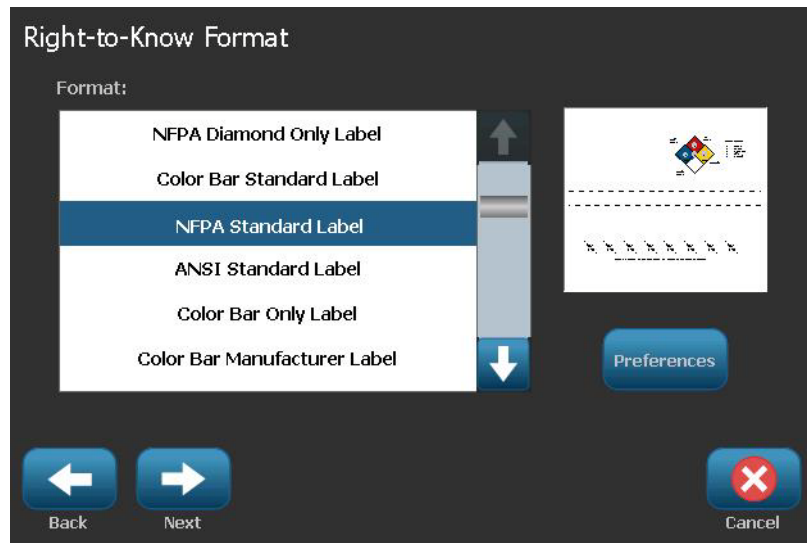 Right-to-Know Format
Format:
NFPA Diamond Only Label
Color Bar Standard Label
NFPA Standard Label
ANSI Standard Label
Color Bar Only Label
Color Bar Manufacturer Label
Preferences
Back
Next
Cancel